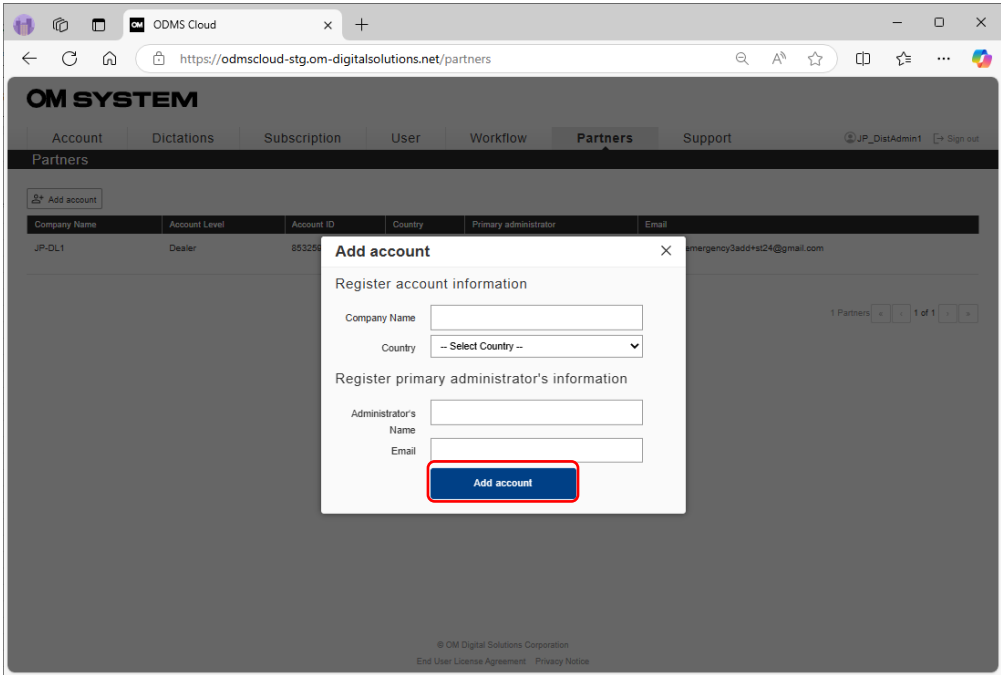 ODMS Cloud
https://odmscloud-stg.om-digitalsolutions.net/partners
OM SYSTEM
Account Dictations Subscription User Workflow Partners Support JP_DistAdmin1 Sign out
Partners
Add account
Company Name Account Level Account ID Country Primary administrator Email
JP-DL1 Dealer 853259 emergency3add+st24@gmail.com
Add account
Register account information
Company Name
Country -- Select Country --
Register primary administrator's information
Administrator's
Name
Email
Add account
1 Partners « ‹ 1 of 1 › »
© OM Digital Solutions Corporation
End User License Agreement Privacy Notice